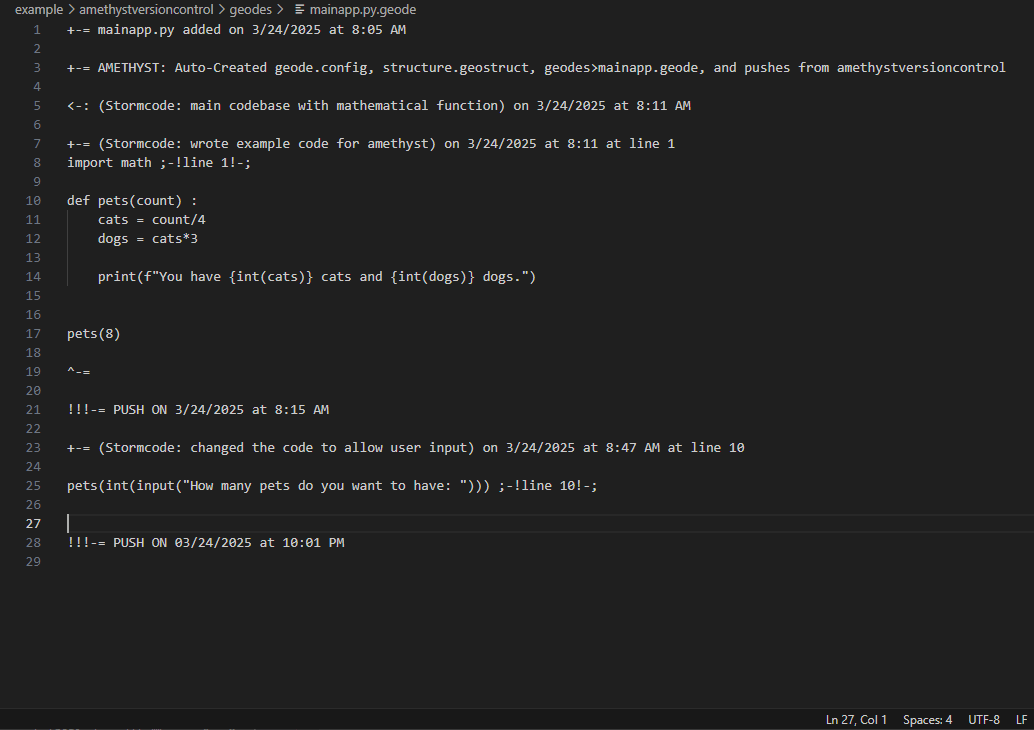 example > amethystversioncontrol > geodes > mainapp.py.geode
1 +-= mainapp.py added on 3/24/2025 at 8:05 AM
2
3 +-= AMETHYST: Auto-Created geode.config, structure.geostruct, geodes>mainapp.geode, and pushes from amethystversioncontrol
4
5 <-: (Stormcode: main codebase with mathematical function) on 3/24/2025 at 8:11 AM
6
7 +-= (Stormcode: wrote example code for amethyst) on 3/24/2025 at 8:11 at line 1
8 import math ;-!line 1!-;
9
10 def pets(count) :
11     cats = count/4
12     dogs = cats*3
13
14     print(f"You have {int(cats)} cats and {int(dogs)} dogs.")
15
16
17 pets(8)
18
19 ^-=
20
21 !!!-= PUSH ON 3/24/2025 at 8:15 AM
22
23 +-= (Stormcode: changed the code to allow user input) on 3/24/2025 at 8:47 AM at line 10
24
25 pets(int(input("How many pets do you want to have: "))) ;-!line 10!-;
26
27
28 !!!-= PUSH ON 03/24/2025 at 10:01 PM
29
Ln 27, Col 1 Spaces: 4 UTF-8 LF